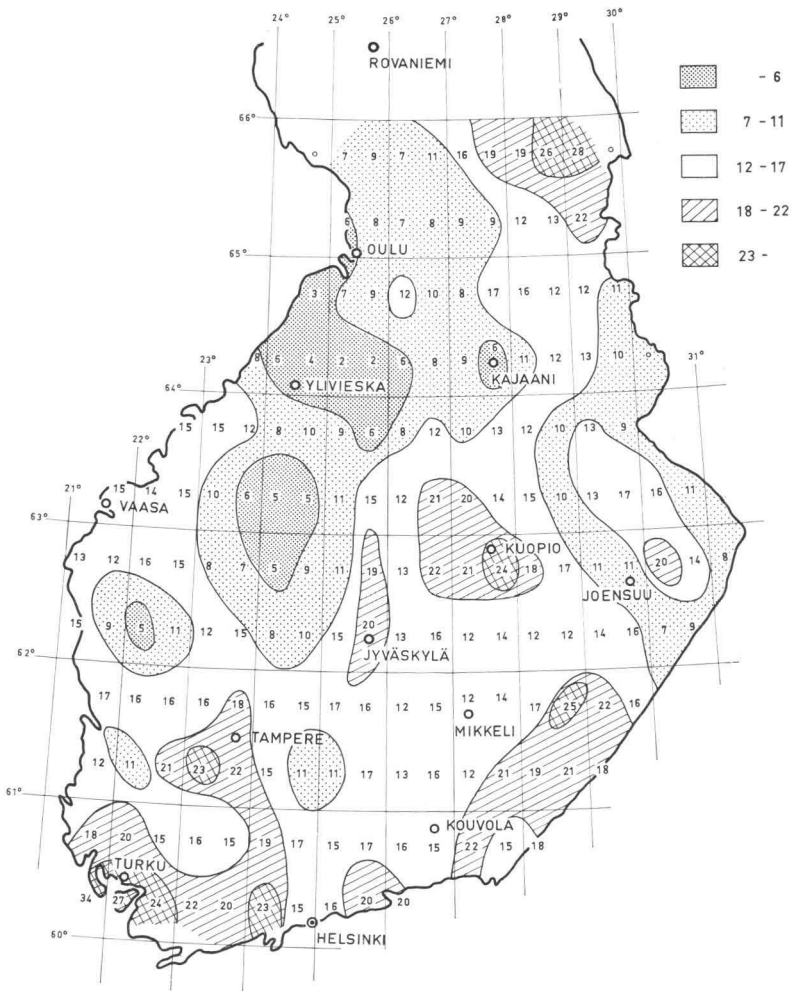 24° 25° 26° 27° 28° 29° 30°
ROVANIEMI
- 6
66°
7 - 11
7 9 7 11 16 19 19 26 28
12 - 17
18 - 22
6 8 7 8 9 9 12 13 22
65° OULU
23 -
3 7 9 12 10 8 17 16 12 12 11
23° 8 6 4 2 2 6 8 9 6 11 12 13 10 31°
64° YLIVIESKA KAJAANI
15 15 12 8 10 9 6 8 12 10 13 12 10 13 9
22°
21° 15 14 15 10 6 5 5 11 15 12 21 20 14 15 10 13 17 16 11
VAASA
63°
KUOPIO
13 12 16 15 8 7 5 9 11 19 13 22 21 24 18 17 11 11 20 14 8
JOENSUU
15 9 5 11 12 15 8 10 15 20 13 16 12 14 12 12 14 16 7 9
62° JYVÄSKYLÄ
17 16 16 16 18 16 15 17 16 12 15 12 14 17 25 22 16
MIKKELI
TAMPERE
12 11 21 23 22 15 11 11 17 13 16 12 21 19 21 18
61°
KOUVOLA
18 20 15 16 15 19 17 15 17 16 15 22 15 18
TURKU
34 27 24 22 20 23 15 16 20 20
60° HELSINKI